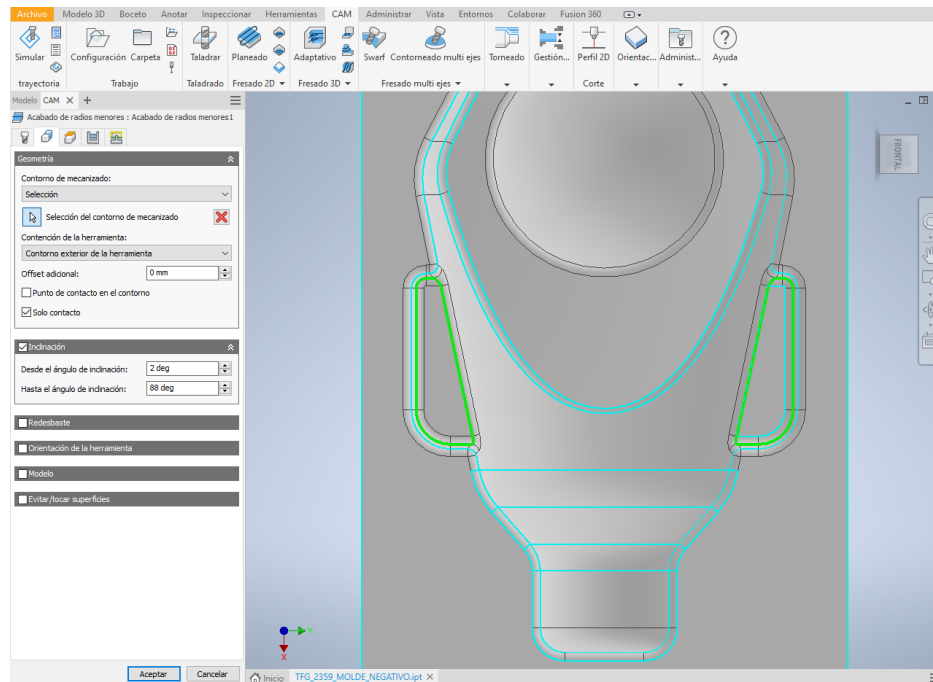 Archivo Modelo 3D Boceto Anotar Inspeccionar Herramientas CAM Administrar Vista Entornos Colaborar Fusion 360
Simular Configuración Carpeta Taladrar Planeado Adaptativo Swarf Contorneado multi ejes Torneado Gestión... Perfil 2D Orientac... Administ... Ayuda
trayectoria Trabajo Taladrado Fresado 2D Fresado 3D Fresado multi ejes Corte
Modelo CAM × +
Acabado de radios menores : Acabado de radios menores1
Geometría
Contorno de mecanizado:
Selección
Selección del contorno de mecanizado
Contención de la herramienta:
Contorno exterior de la herramienta
Offset adicional: 0 mm
Punto de contacto en el contorno
Solo contacto
Inclinación
Desde el ángulo de inclinación: 2 deg
Hasta el ángulo de inclinación: 88 deg
Redesbaste
Orientación de la herramienta
Modelo
Evitar/tocar superficies
FRONTAL
Y
X
Aceptar Cancelar
Inicio TFG_2359_MOLDE_NEGATIVO.ipt ×